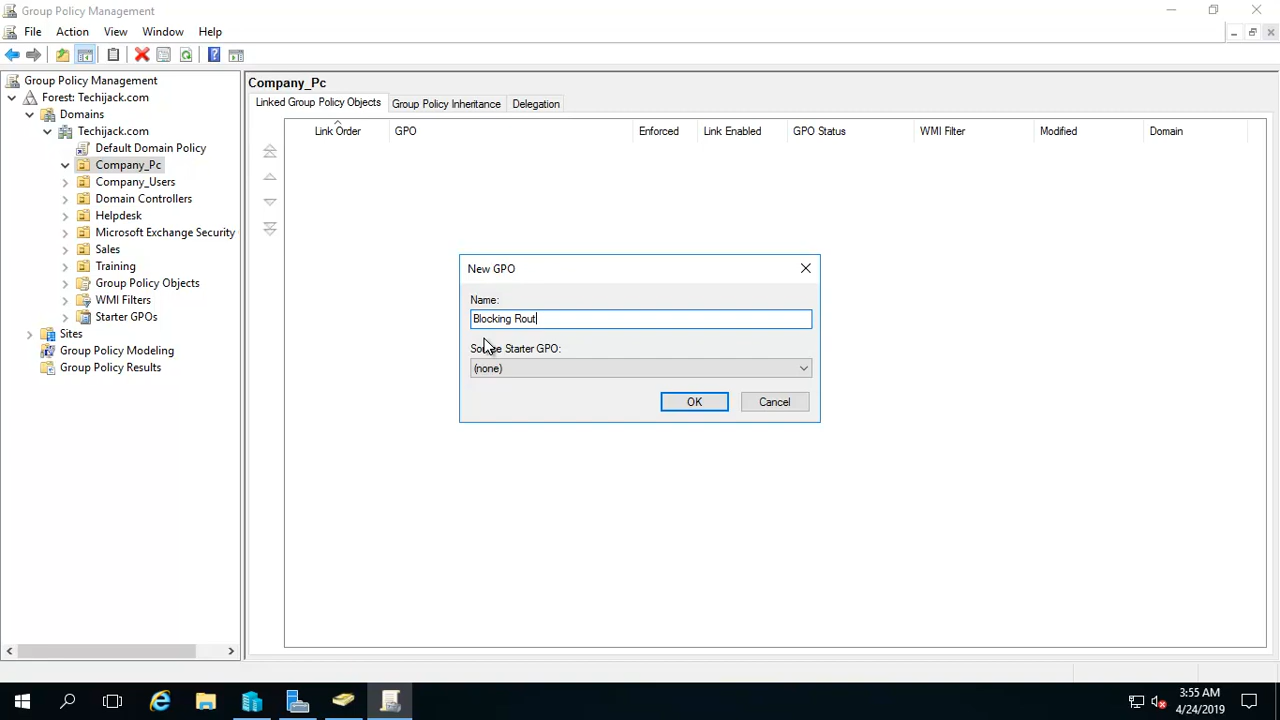 Group Policy Management
File Action View Window Help
Group Policy Management
Forest: Techijack.com
Domains
Techijack.com
Default Domain Policy
Company_Pc
Company_Users
Domain Controllers
Helpdesk
Microsoft Exchange Security
Sales
Training
Group Policy Objects
WMI Filters
Starter GPOs
Sites
Group Policy Modeling
Group Policy Results
Company_Pc
Linked Group Policy Objects Group Policy Inheritance Delegation
Link Order GPO Enforced Link Enabled GPO Status WMI Filter Modified Domain
New GPO
Name:
Blocking Rout
Source Starter GPO:
(none)
OK Cancel
3:55 AM
4/24/2019